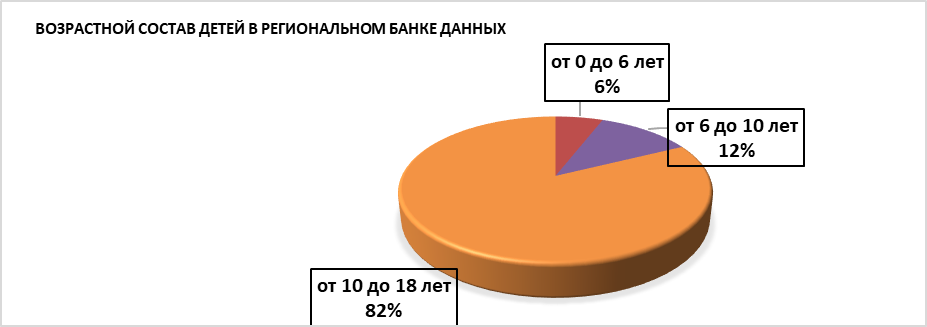 ВОЗРАСТНОЙ СОСТАВ ДЕТЕЙ В РЕГИОНАЛЬНОМ БАНКЕ ДАННЫХ
от 0 до 6 лет
6%
от 6 до 10 лет
12%
от 10 до 18 лет
82%